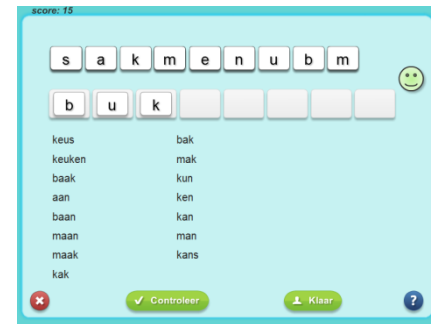 score: 15
s a k m e n u b m
b u k
keus bak
keuken mak
baak kun
aan ken
baan kan
maan man
maak kans
kak
Controleer Klaar ?